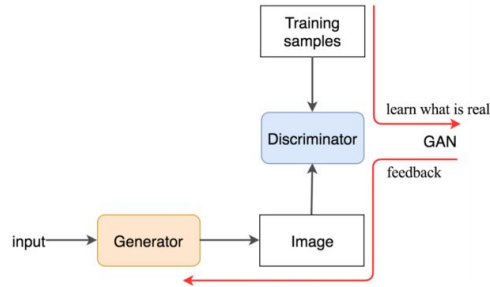 Training
samples
learn what is real
Discriminator
GAN
feedback
input
Generator
Image